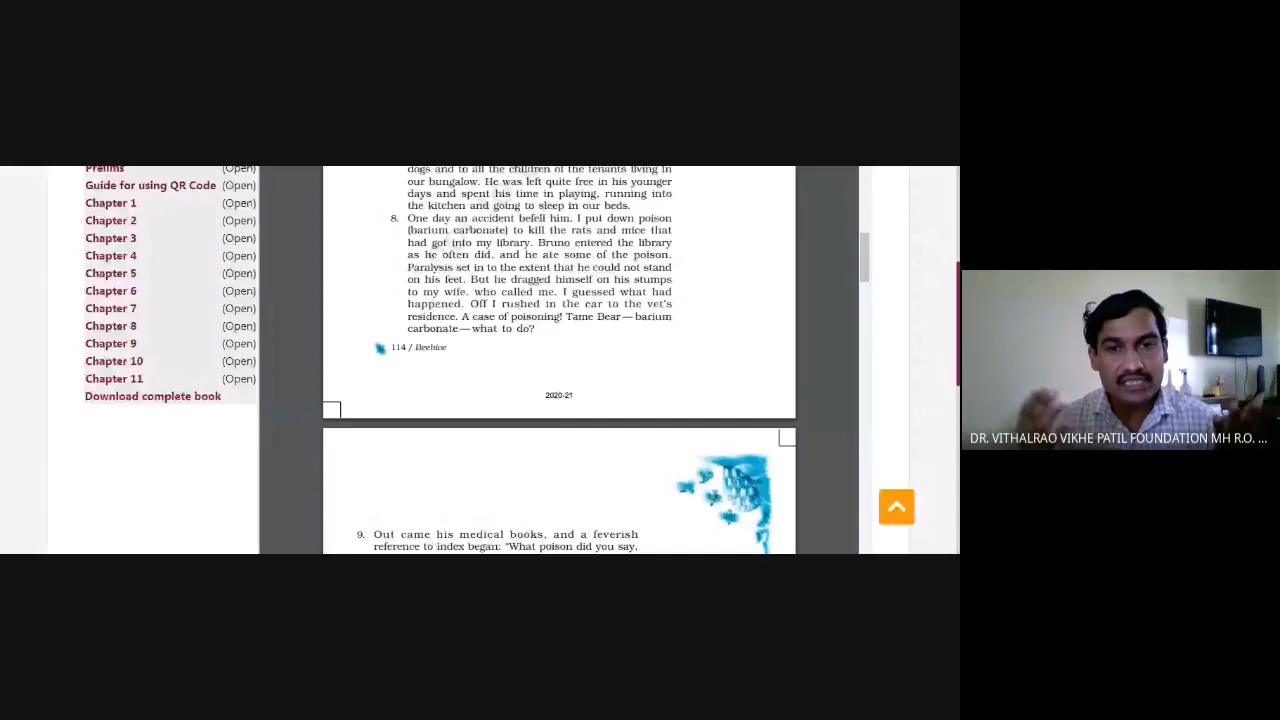 Prelims (Open)
Guide for using QR Code (Open)
Chapter 1 (Open)
Chapter 2 (Open)
Chapter 3 (Open)
Chapter 4 (Open)
Chapter 5 (Open)
Chapter 6 (Open)
Chapter 7 (Open)
Chapter 8 (Open)
Chapter 9 (Open)
Chapter 10 (Open)
Chapter 11 (Open)
Download complete book
dogs and to all the children of the tenants living in
our bungalow. He was left quite free in his younger
days and spent his time in playing, running into
the kitchen and going to sleep in our beds.
8. One day an accident befell him. I put down poison
(barium carbonate) to kill the rats and mice that
had got into my library. Bruno entered the library
as he often did, and he ate some of the poison.
Paralysis set in to the extent that he could not stand
on his feet. But he dragged himself on his stumps
to my wife, who called me. I guessed what had
happened. Off I rushed in the car to the vet's
residence. A case of poisoning! Tame Bear — barium
carbonate — what to do?
114 / Beehive
2020-21
9. Out came his medical books, and a feverish
reference to index began: "What poison did you say,
DR. VITHALRAO VIKHE PATIL FOUNDATION MH R.O. ...